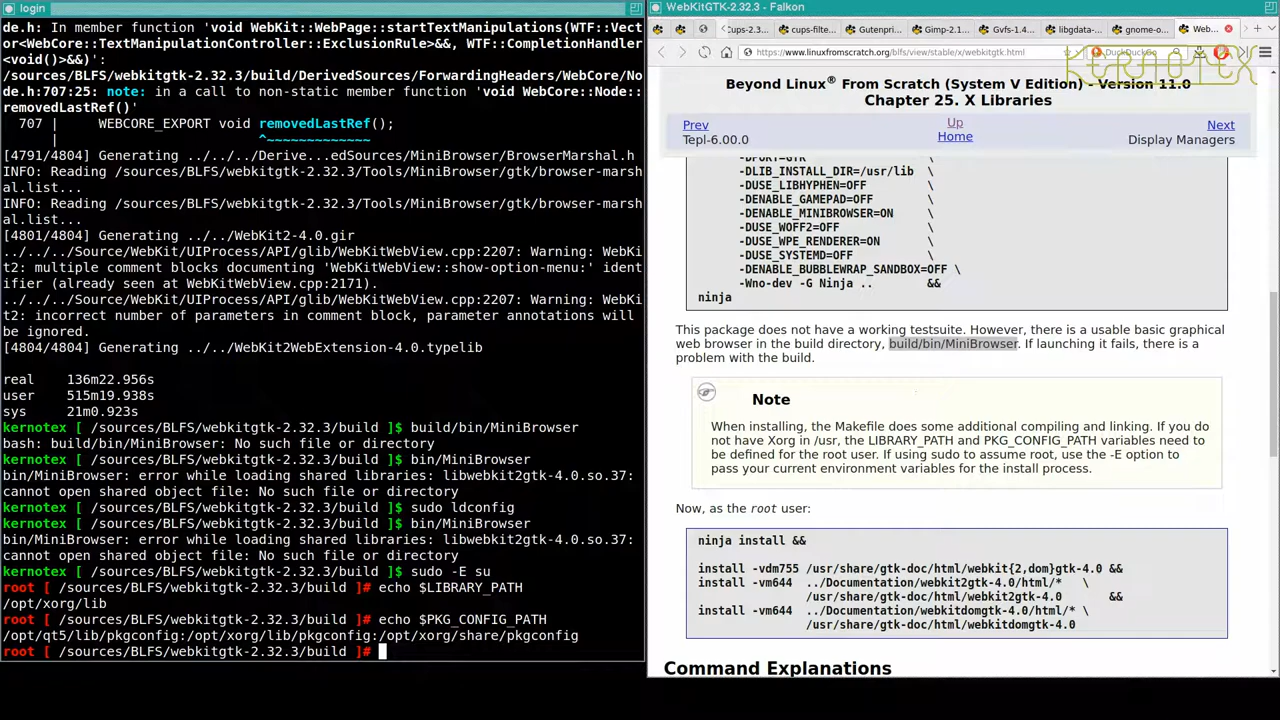 login
de.h: In member function 'void WebKit::WebPage::startTextManipulations(WTF::Vec
tor<WebCore::TextManipulationController::ExclusionRule>&&, WTF::CompletionHandler
<void()>&&)':
/sources/BLFS/webkitgtk-2.32.3/build/DerivedSources/ForwardingHeaders/WebCore/No
de.h:707:25: note: in a call to non-static member function 'void WebCore::Node::
removedLastRef()'
707 |     WEBCORE_EXPORT void removedLastRef();
|                         ^~~~~~~~~~~~~~
[4791/4804] Generating ../../../Derive...edSources/MiniBrowser/BrowserMarshal.h
INFO: Reading /sources/BLFS/webkitgtk-2.32.3/Tools/MiniBrowser/gtk/browser-marsh
al.list...
INFO: Reading /sources/BLFS/webkitgtk-2.32.3/Tools/MiniBrowser/gtk/browser-marsh
al.list...
[4801/4804] Generating ../../WebKit2-4.0.gir
../../../Source/WebKit/UIProcess/API/glib/WebKitWebView.cpp:2207: Warning: WebKi
t2: multiple comment blocks documenting 'WebKitWebView::show-option-menu:' ident
ifier (already seen at WebKitWebView.cpp:2171).
../../../Source/WebKit/UIProcess/API/glib/WebKitWebView.cpp:2207: Warning: WebKi
t2: incorrect number of parameters in comment block, parameter annotations will
be ignored.
[4804/4804] Generating ../../WebKit2WebExtension-4.0.typelib
real    136m22.956s
user    515m19.938s
sys     21m0.923s
kernotex [ /sources/BLFS/webkitgtk-2.32.3/build ]$ build/bin/MiniBrowser
bash: build/bin/MiniBrowser: No such file or directory
kernotex [ /sources/BLFS/webkitgtk-2.32.3/build ]$ bin/MiniBrowser
bin/MiniBrowser: error while loading shared libraries: libwebkit2gtk-4.0.so.37:
cannot open shared object file: No such file or directory
kernotex [ /sources/BLFS/webkitgtk-2.32.3/build ]$ sudo ldconfig
kernotex [ /sources/BLFS/webkitgtk-2.32.3/build ]$ bin/MiniBrowser
bin/MiniBrowser: error while loading shared libraries: libwebkit2gtk-4.0.so.37:
cannot open shared object file: No such file or directory
kernotex [ /sources/BLFS/webkitgtk-2.32.3/build ]$ sudo -E su
root [ /sources/BLFS/webkitgtk-2.32.3/build ]# echo $LIBRARY_PATH
/opt/xorg/lib
root [ /sources/BLFS/webkitgtk-2.32.3/build ]# echo $PKG_CONFIG_PATH
/opt/qt5/lib/pkgconfig:/opt/xorg/lib/pkgconfig:/opt/xorg/share/pkgconfig
root [ /sources/BLFS/webkitgtk-2.32.3/build ]#
WebKitGTK-2.32.3 - Falkon
Cups-2.3... cups-filte... Gutenpri... Gimp-2.1... Gvfs-1.4... libgdata-... gnome-o... Web...
https://www.linuxfromscratch.org/blfs/view/stable/x/webkitgtk.html DuckDuckGo
KERNOTEX
Beyond Linux® From Scratch (System V Edition) - Version 11.0
Chapter 25. X Libraries
Prev Up Next
Tepl-6.00.0 Home Display Managers
-DPORT=GTK \
-DLIB_INSTALL_DIR=/usr/lib \
-DUSE_LIBHYPHEN=OFF \
-DENABLE_GAMEPAD=OFF \
-DENABLE_MINIBROWSER=ON \
-DUSE_WOFF2=OFF \
-DUSE_WPE_RENDERER=ON \
-DUSE_SYSTEMD=OFF \
-DENABLE_BUBBLEWRAP_SANDBOX=OFF \
-Wno-dev -G Ninja .. &&
ninja
This package does not have a working testsuite. However, there is a usable basic graphical
web browser in the build directory, build/bin/MiniBrowser. If launching it fails, there is a
problem with the build.
Note
When installing, the Makefile does some additional compiling and linking. If you do
not have Xorg in /usr, the LIBRARY_PATH and PKG_CONFIG_PATH variables need to
be defined for the root user. If using sudo to assume root, use the -E option to
pass your current environment variables for the install process.
Now, as the root user:
ninja install &&
install -vdm755 /usr/share/gtk-doc/html/webkit{2,dom}gtk-4.0 &&
install -vm644 ../Documentation/webkit2gtk-4.0/html/* \
/usr/share/gtk-doc/html/webkit2gtk-4.0 &&
install -vm644 ../Documentation/webkitdomgtk-4.0/html/* \
/usr/share/gtk-doc/html/webkitdomgtk-4.0
Command Explanations